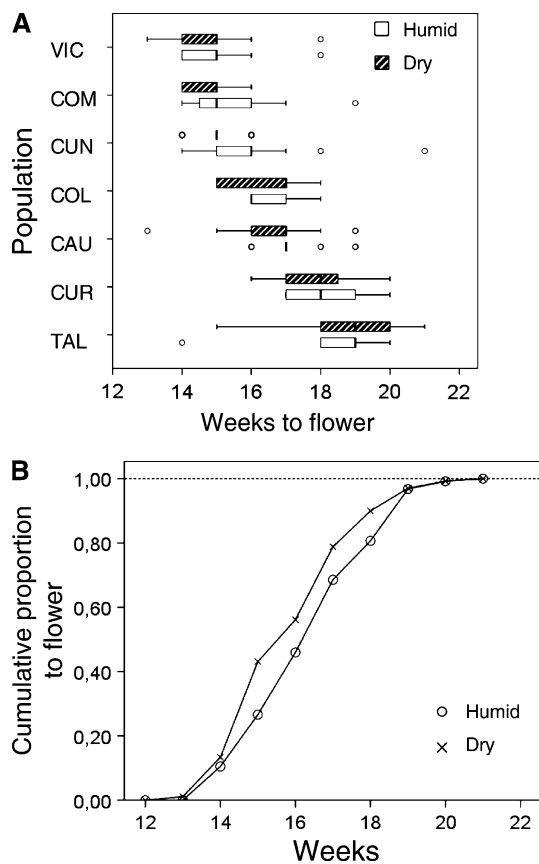 A
Humid
Dry
VIC
COM
CUN
COL
CAU
CUR
TAL
Population
12 14 16 18 20 22
Weeks to flower
B
1,00
0,80
0,60
0,40
0,20
0,00
Cumulative proportion
to flower
Humid
Dry
12 14 16 18 20 22
Weeks